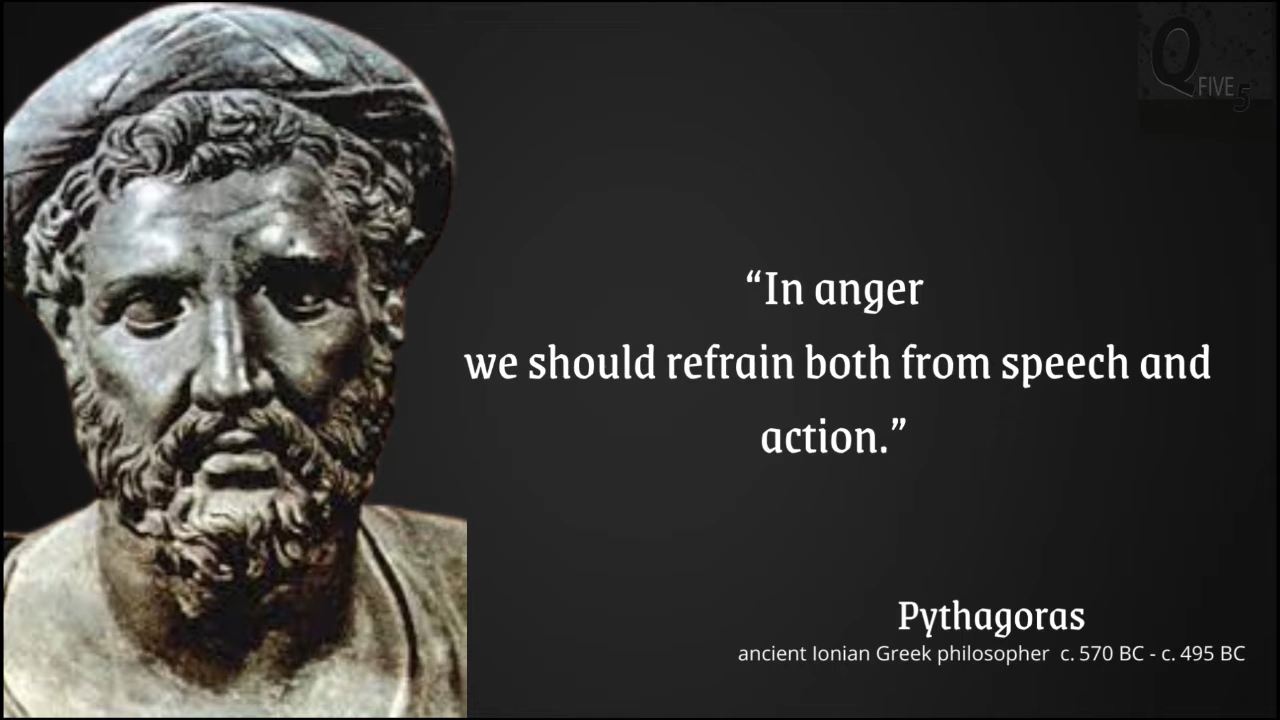 Q FIVE 5
“In anger
we should refrain both from speech and
action.”
Pythagoras
ancient Ionian Greek philosopher c. 570 BC - c. 495 BC